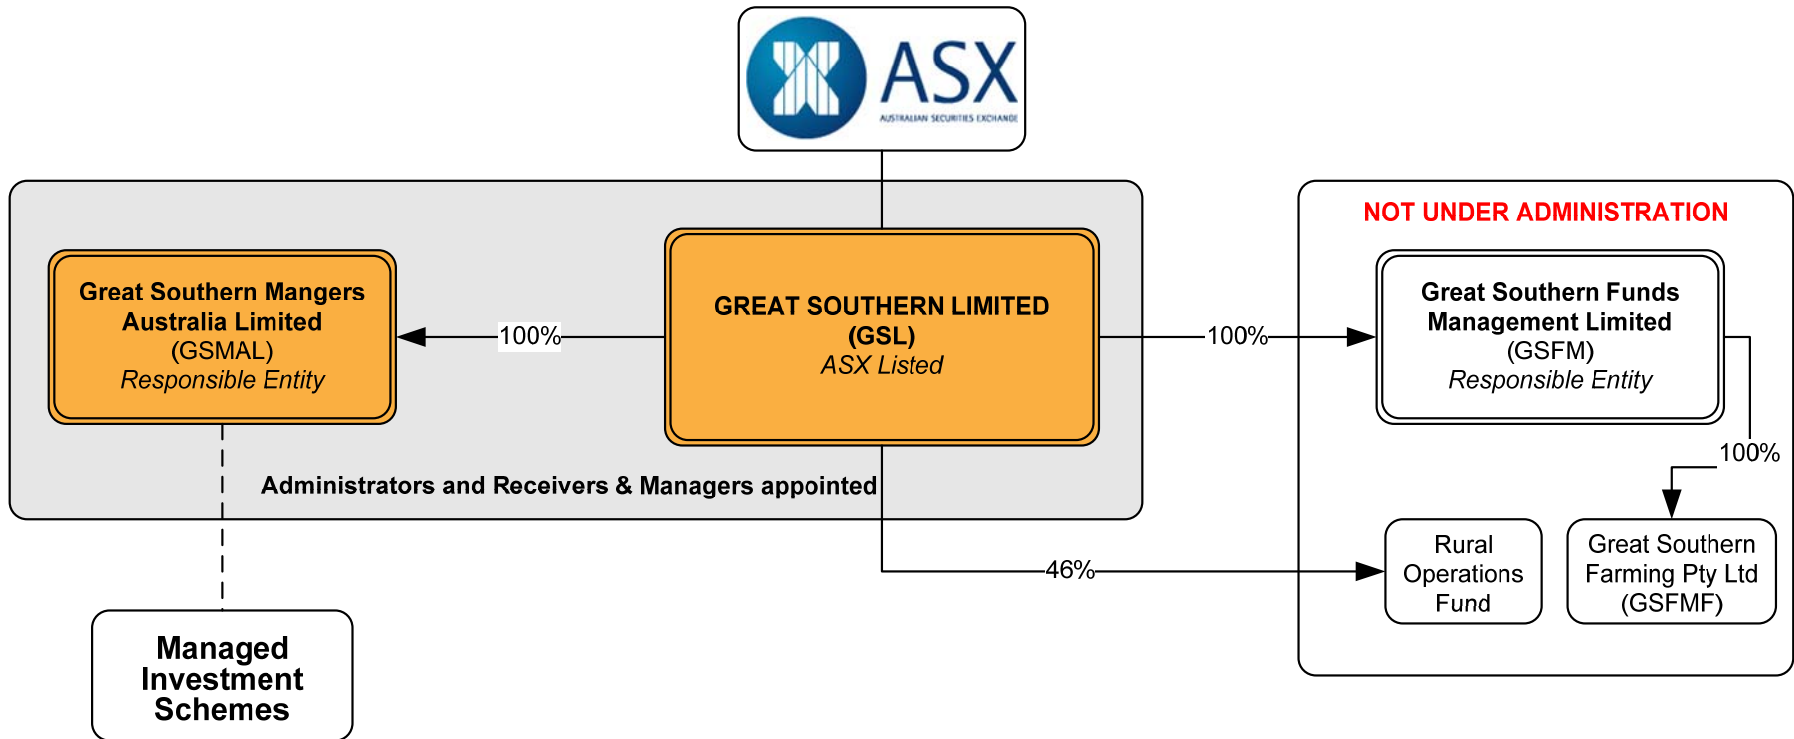 ASX
AUSTRALIAN SECURITIES EXCHANGE
NOT UNDER ADMINISTRATION
Great Southern Mangers
Australia Limited
(GSMAL)
Responsible Entity
100%
GREAT SOUTHERN LIMITED
(GSL)
ASX Listed
100%
Great Southern Funds
Management Limited
(GSFM)
Responsible Entity
100%
Administrators and Receivers & Managers appointed
46%
Rural
Operations
Fund
Great Southern
Farming Pty Ltd
(GSFMF)
Managed
Investment
Schemes